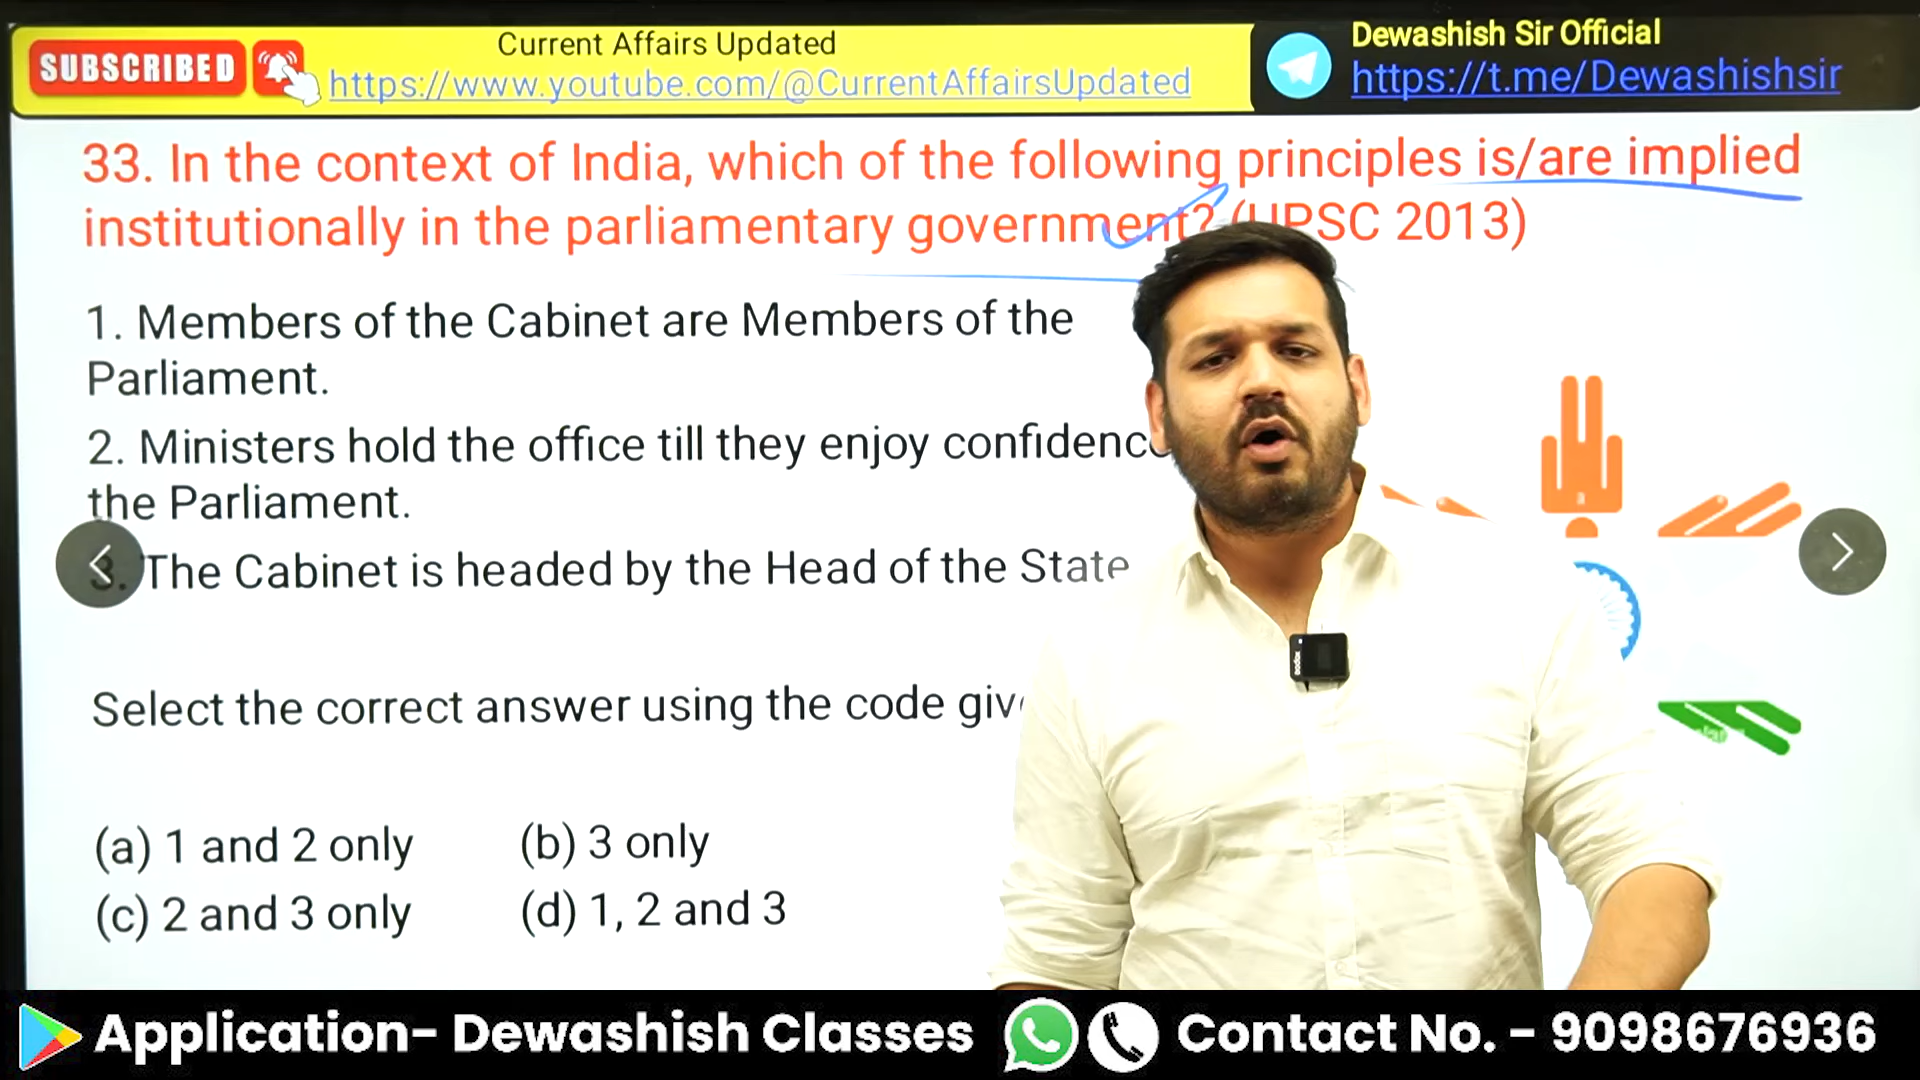 SUBSCRIBED
Current Affairs Updated
https://www.youtube.com/@CurrentAffairsUpdated
Dewashish Sir Official
https://t.me/Dewashishsir
33. In the context of India, which of the following principles is/are implied
institutionally in the parliamentary government? (UPSC 2013)
1. Members of the Cabinet are Members of the
Parliament.
2. Ministers hold the office till they enjoy confidenc
the Parliament.
3. The Cabinet is headed by the Head of the State
Select the correct answer using the code giv
(a) 1 and 2 only (b) 3 only
(c) 2 and 3 only (d) 1, 2 and 3
Application- Dewashish Classes Contact No. - 9098676936